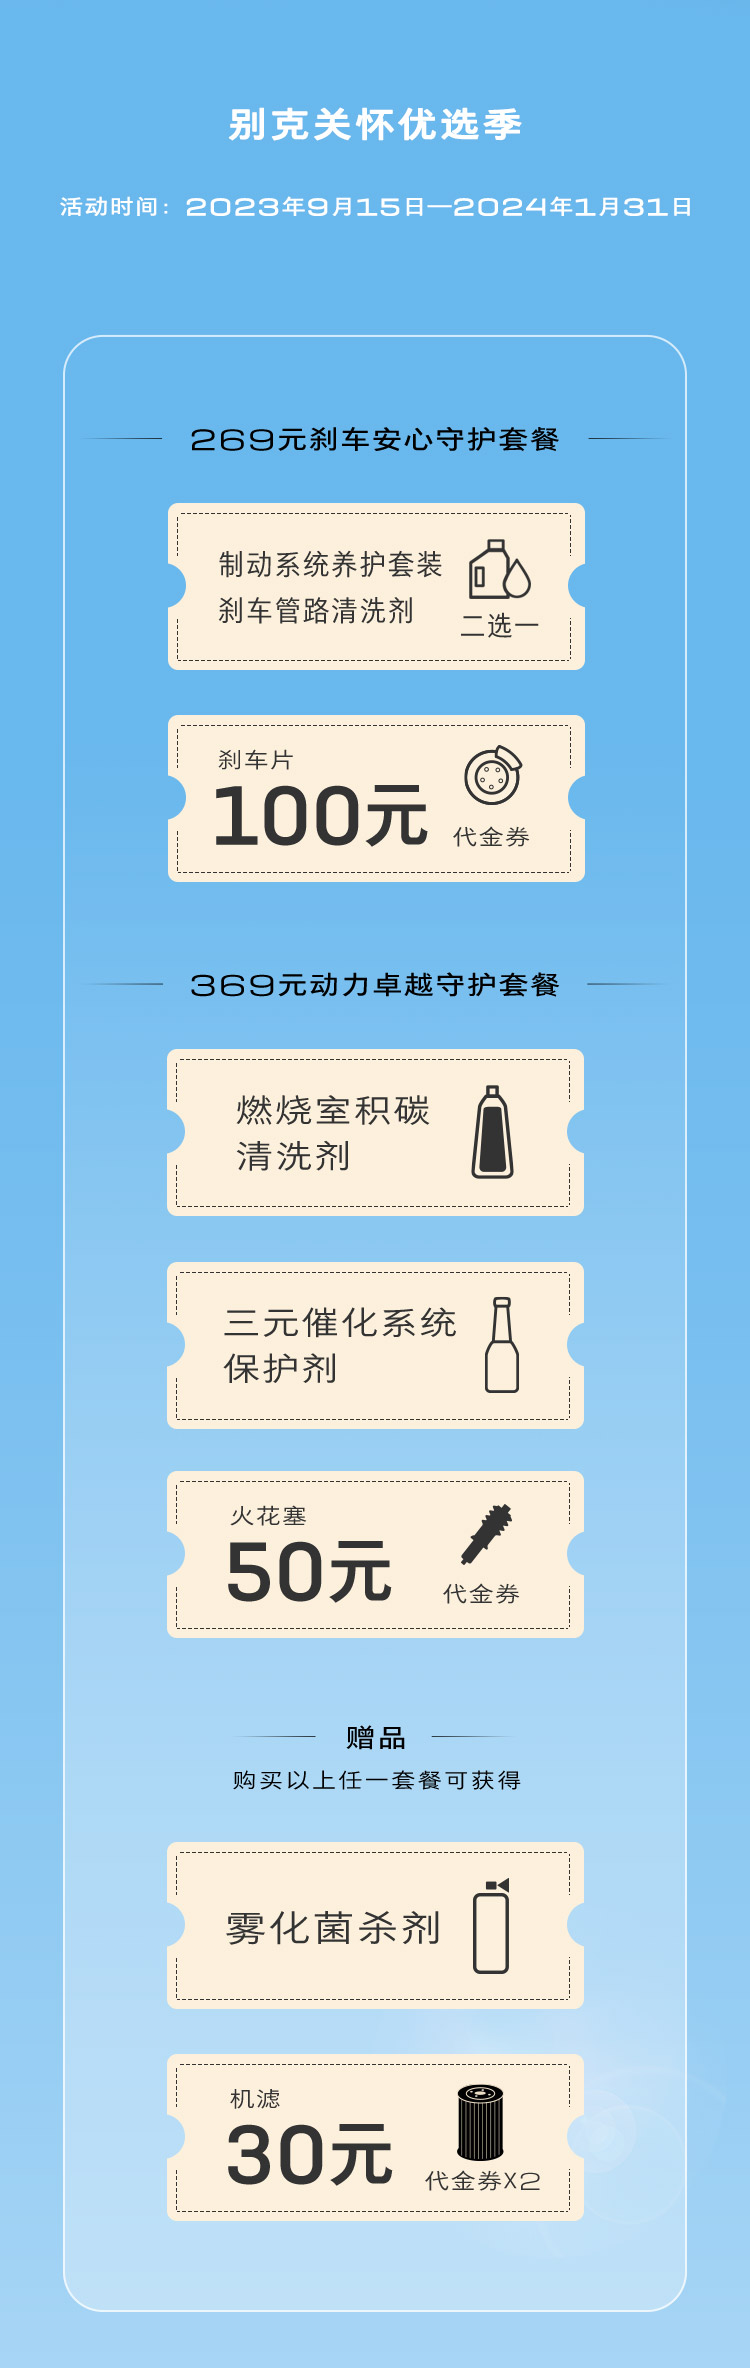 别克关怀优选季
活动时间：2023年9月15日—2024年1月31日
269元刹车安心守护套餐
制动系统养护套装
刹车管路清洗剂
二选一
刹车片
100元
代金券
369元动力卓越守护套餐
燃烧室积碳
清洗剂
三元催化系统
保护剂
火花塞
50元
代金券
赠品
购买以上任一套餐可获得
雾化菌杀剂
机滤
30元
代金券X2